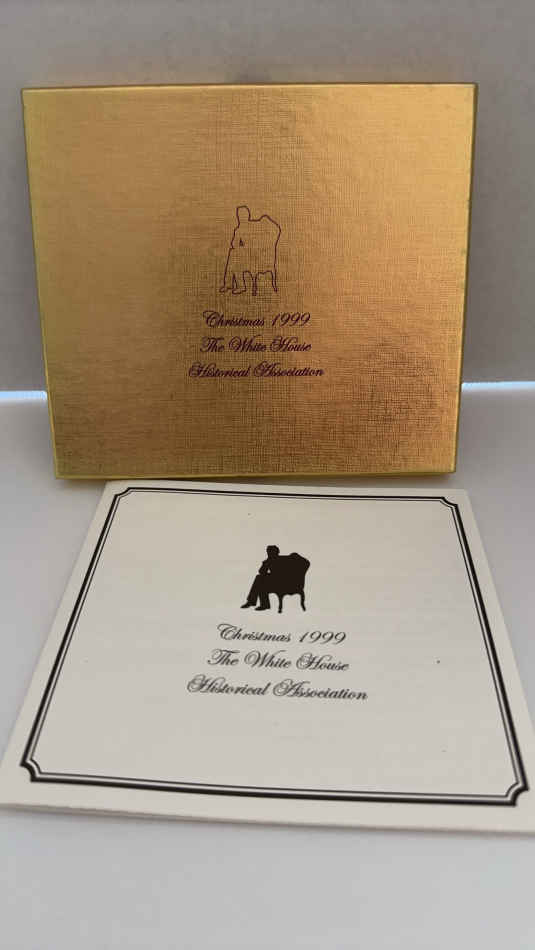 Christmas 1999
The White House
Historical Association
Christmas 1999
The White House
Historical Association